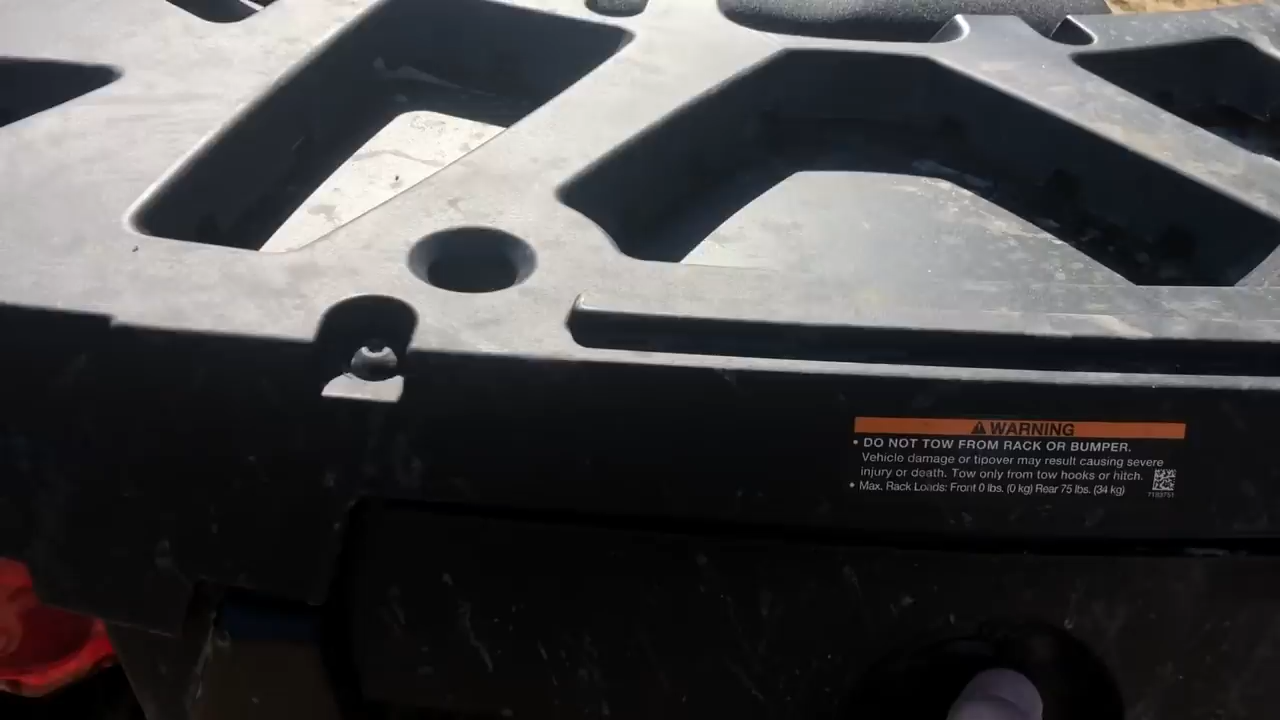 WARNING
• DO NOT TOW FROM RACK OR BUMPER.
Vehicle damage or tipover may result causing severe
injury or death. Tow only from tow hooks or hitch.
• Max. Rack Loads: Front 0 lbs. (0 kg) Rear 75 lbs. (34 kg)